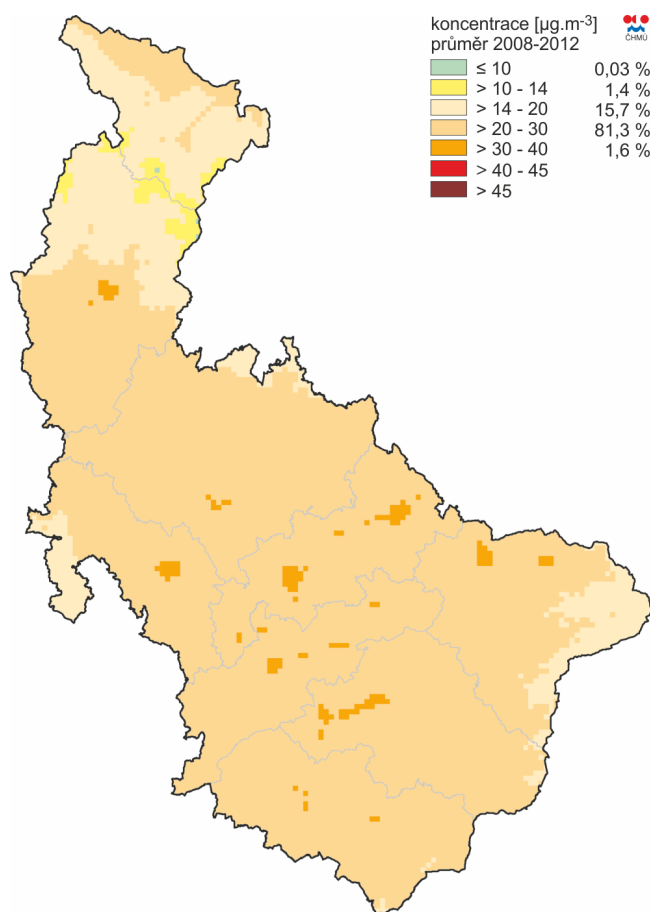 koncentrace [µg.m⁻³]
ČHMÚ
průměr 2008-2012
≤ 10 0,03 %
> 10 - 14 1,4 %
> 14 - 20 15,7 %
> 20 - 30 81,3 %
> 30 - 40 1,6 %
> 40 - 45
> 45